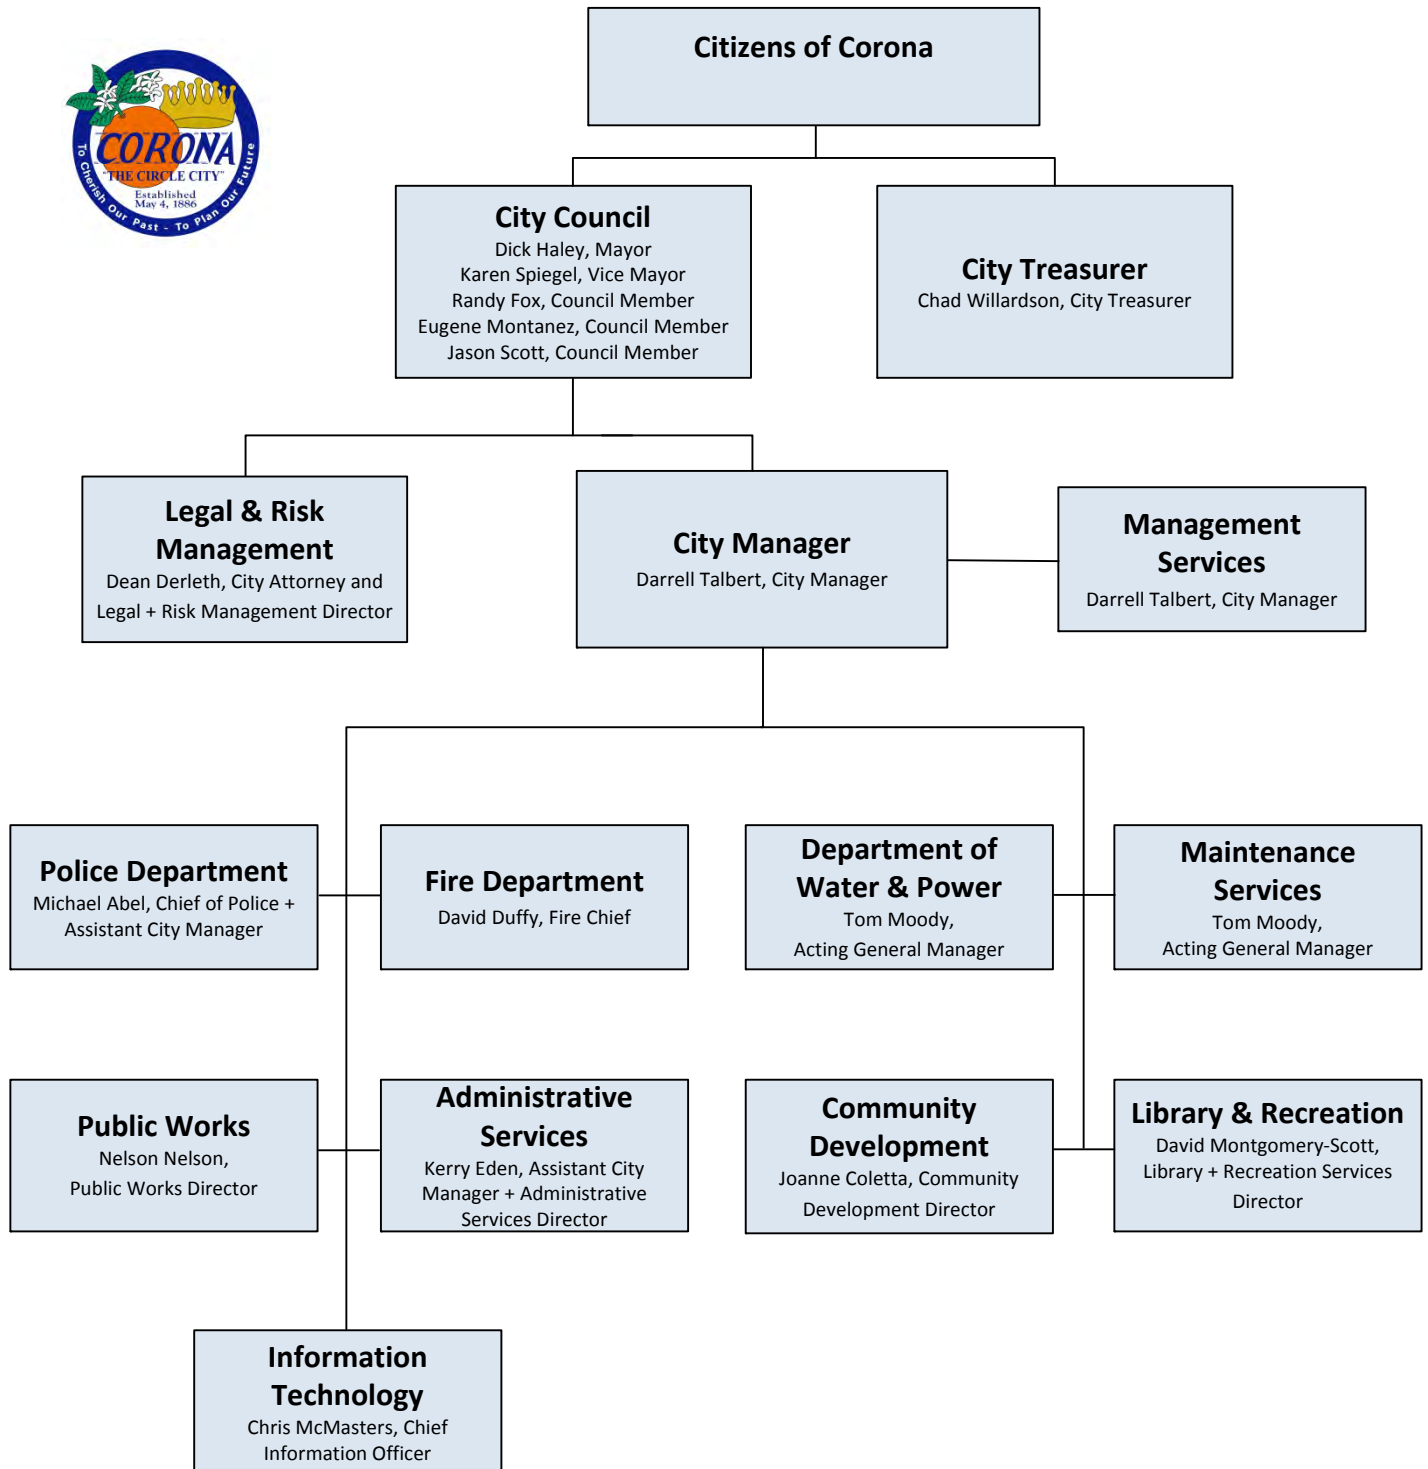 Citizens of Corona
CORONA
"THE CIRCLE CITY"
Established
May 4, 1886
To Cherish Our Past - To Plan Our Future
City Council
Dick Haley, Mayor
Karen Spiegel, Vice Mayor
Randy Fox, Council Member
Eugene Montanez, Council Member
Jason Scott, Council Member
City Treasurer
Chad Willardson, City Treasurer
Legal & Risk
Management
Dean Derleth, City Attorney and
Legal + Risk Management Director
City Manager
Darrell Talbert, City Manager
Management
Services
Darrell Talbert, City Manager
Police Department
Michael Abel, Chief of Police +
Assistant City Manager
Fire Department
David Duffy, Fire Chief
Department of
Water & Power
Tom Moody,
Acting General Manager
Maintenance
Services
Tom Moody,
Acting General Manager
Public Works
Nelson Nelson,
Public Works Director
Administrative
Services
Kerry Eden, Assistant City
Manager + Administrative
Services Director
Community
Development
Joanne Coletta, Community
Development Director
Library & Recreation
David Montgomery-Scott,
Library + Recreation Services
Director
Information
Technology
Chris McMasters, Chief
Information Officer